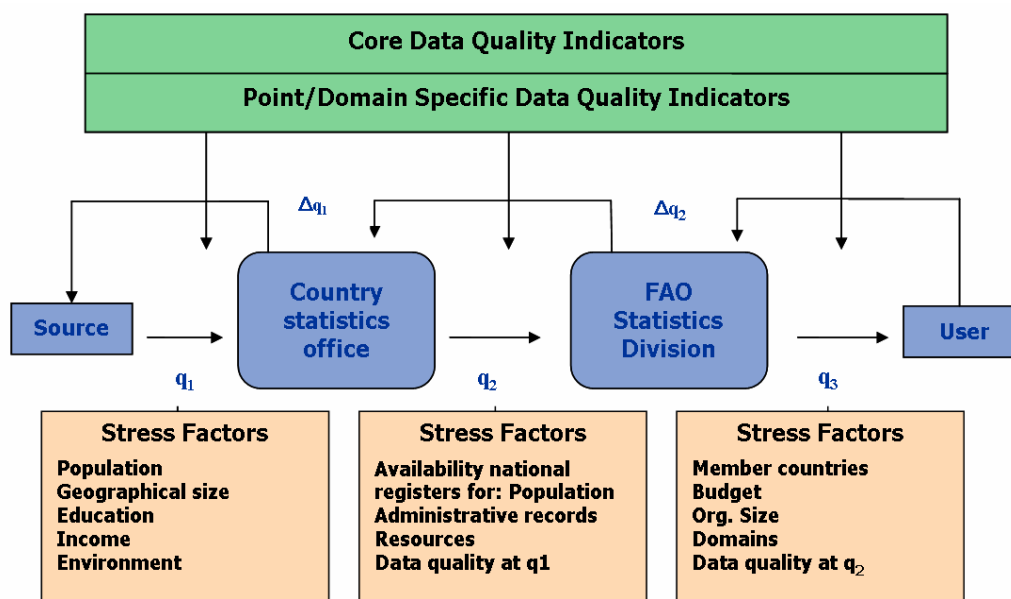 Core Data Quality Indicators
Point/Domain Specific Data Quality Indicators
Δq₁
Δq₂
Source
Country
statistics
office
FAO
Statistics
Division
User
q₁
q₂
q₃
Stress Factors
Population
Geographical size
Education
Income
Environment
Stress Factors
Availability national
registers for: Population
Administrative records
Resources
Data quality at q1
Stress Factors
Member countries
Budget
Org. Size
Domains
Data quality at q₂